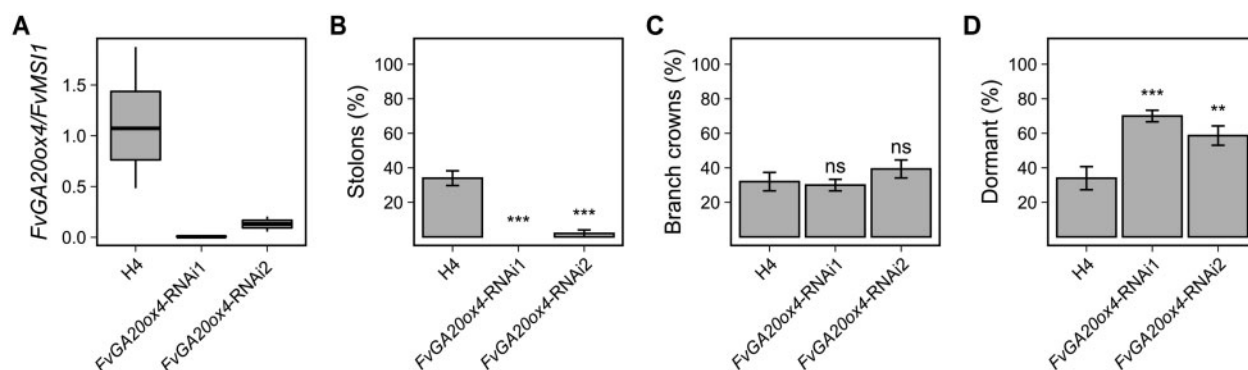 A
FvGA20ox4/FvMSI1
1.5
1.0
0.5
0.0
H4
FvGA20ox4-RNAi1
FvGA20ox4-RNAi2
B
Stolons (%)
100
80
60
40
20
***
***
H4
FvGA20ox4-RNAi1
FvGA20ox4-RNAi2
C
Branch crowns (%)
100
80
60
40
20
ns
ns
H4
FvGA20ox4-RNAi1
FvGA20ox4-RNAi2
D
Dormant (%)
100
80
60
40
20
***
**
H4
FvGA20ox4-RNAi1
FvGA20ox4-RNAi2